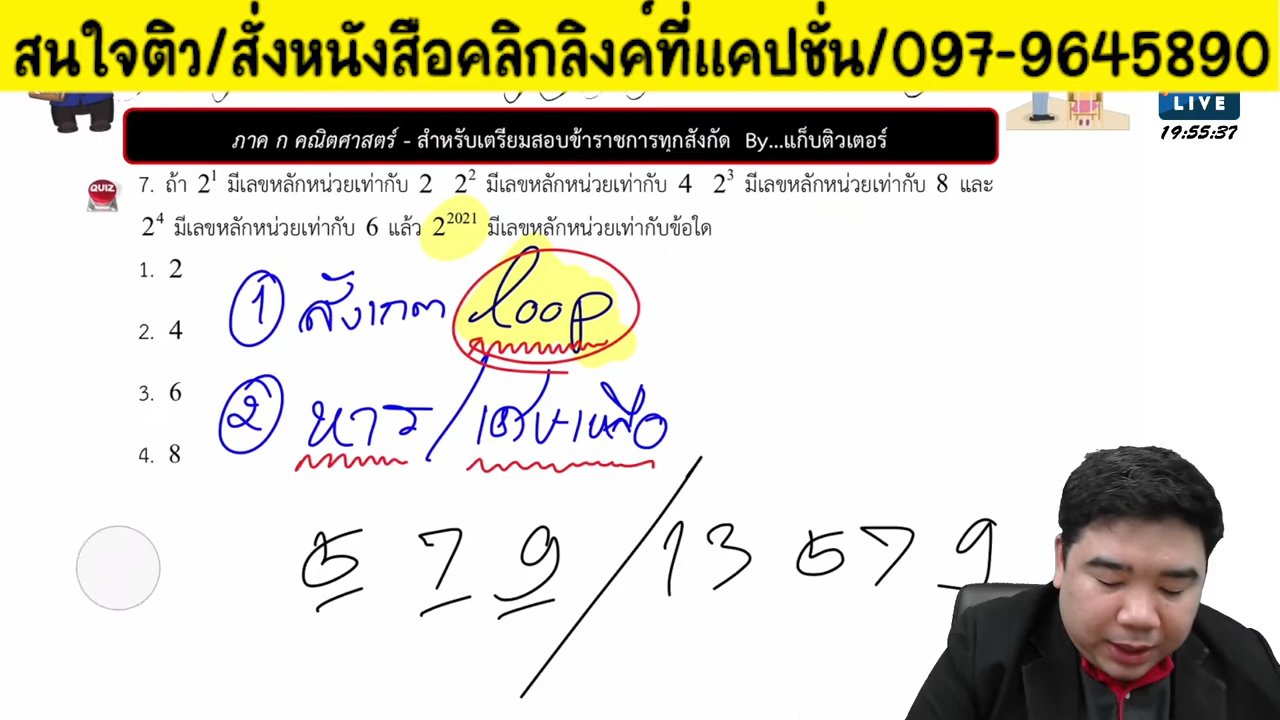 สนใจติว/สั่งหนังสือคลิกลิงค์ที่แคปชั่น/097-9645890
LIVE
19:55:37
ภาค ก คณิตศาสตร์ - สำหรับเตรียมสอบข้าราชการทุกสังกัด By...แก็บติวเตอร์
QUIZ
7. ถ้า 2¹ มีเลขหลักหน่วยเท่ากับ 2 2² มีเลขหลักหน่วยเท่ากับ 4 2³ มีเลขหลักหน่วยเท่ากับ 8 และ
2⁴ มีเลขหลักหน่วยเท่ากับ 6 แล้ว 2²⁰²¹ มีเลขหลักหน่วยเท่ากับข้อใด
1. 2
2. 4
3. 6
4. 8
① สังเกต loop
② หาร / เศษเหลือ
5 7 9 / 13 5 7 9